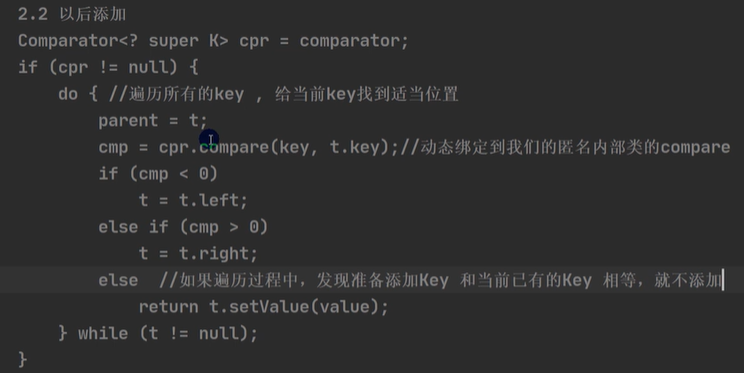 2.2 以后添加
Comparator<? super K> cpr = comparator;
if (cpr != null) {
    do { //遍历所有的key , 给当前key找到适当位置
        parent = t;
        cmp = cpr.compare(key, t.key);//动态绑定到我们的匿名内部类的compare
        if (cmp < 0)
            t = t.left;
        else if (cmp > 0)
            t = t.right;
        else  //如果遍历过程中，发现准备添加Key 和当前已有的Key 相等，就不添加
            return t.setValue(value);
    } while (t != null);
}